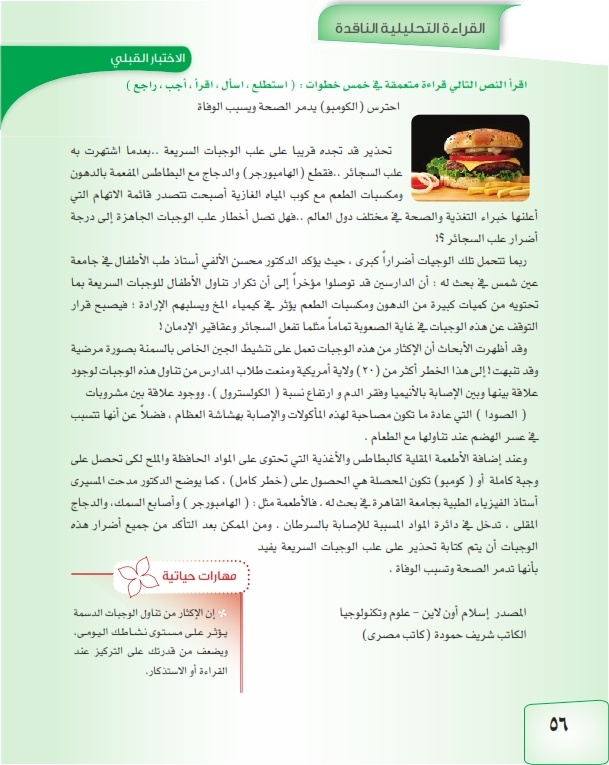 القراءة التحليلية الناقدة
الاختبار القبلي
اقرأ النص التالي قراءة متعمقة في خمس خطوات : ( استطلع ، اسأل ، اقرأ ، أجب ، راجع )
احترس (الكومبو) يدمر الصحة ويسبب الوفاة
تحذير قد تجده قريبا على علب الوجبات السريعة ..بعدما اشتهرت به
علب السجائر ..فقطع (الهامبورجر) والدجاج مع البطاطس المفعمة بالدهون
ومكسبات الطعم مع كوب المياه الغازية أصبحت تتصدر قائمة الاتهام التي
أعلنها خبراء التغذية والصحة في مختلف دول العالم ..فهل تصل أخطار علب الوجبات الجاهزة إلى درجة
أضرار علب السجائر ؟!
ربما تتحمل تلك الوجبات أضراراً كبرى ، حيث يؤكد الدكتور محسن الألفي أستاذ طب الأطفال في جامعة
عين شمس في بحث له : أن الدارسين قد توصلوا مؤخراً إلى أن تكرار تناول الأطفال للوجبات السريعة بما
تحتويه من كميات كبيرة من الدهون ومكسبات الطعم يؤثر في كيمياء المخ ويسلبهم الإرادة ؛ فيصبح قرار
التوقف عن هذه الوجبات في غاية الصعوبة تماماً مثلما تفعل السجائر وعقاقير الإدمان !
وقد أظهرت الأبحاث أن الإكثار من هذه الوجبات تعمل على تنشيط الجين الخاص بالسمنة بصورة مرضية
وقد تنبهت! إلى هذا الخطر أكثر من (٢٠) ولاية أمريكية ومنعت طلاب المدارس من تناول هذه الوجبات لوجود
علاقة بينها وبين الإصابة بالأنيميا وفقر الدم و ارتفاع نسبة ( الكولسترول ) . ووجود علاقة بين مشروبات
( الصودا ) التي عادة ما تكون مصاحبة لهذه المأكولات والإصابة بهشاشة العظام ، فضلاً عن أنها تتسبب
في عسر الهضم عند تناولها مع الطعام .
وعند إضافة الأطعمة المقلية كالبطاطس والأغذية التي تحتوى على المواد الحافظة والملح لكى تحصل على
وجبة كاملة أو ( كومبو) تكون المحصلة هي الحصول على (خطر كامل) ، كما يوضح الدكتور مدحت المسيرى
أستاذ الفيزياء الطبية بجامعة القاهرة في بحث له . فالأطعمة مثل : ( الهامبورجر) وأصابع السمك، والدجاج
المقلى ، تدخل في دائرة المواد المسببة للإصابة بالسرطان . ومن الممكن بعد التأكد من جميع أضرار هذه
الوجبات أن يتم كتابة تحذير على علب الوجبات السريعة يفيد
بأنها تدمر الصحة وتسبب الوفاة .
مهارات حياتية
إن الإكثار من تناول الوجبات الدسمة
يؤثر على مستوى نشاطك اليومى،
ويضعف من قدرتك على التركيز عند
القراءة أو الاستذكار.
المصدر إسلام أون لاين – علوم وتكنولوجيا
الكاتب شريف حمودة (كاتب مصرى)
٥٦